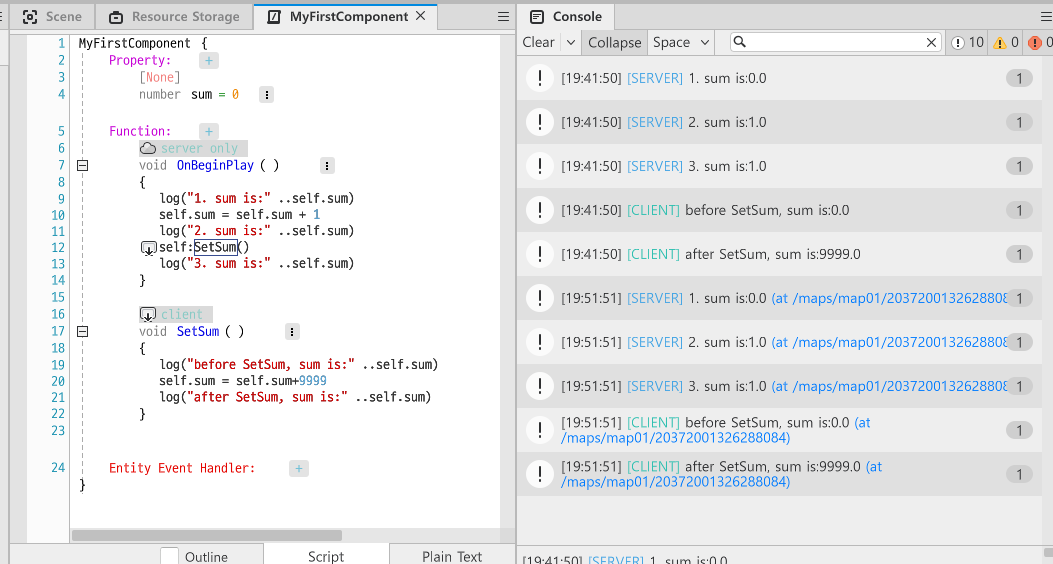 Scene
Resource Storage
MyFirstComponent
Console
Clear
Collapse
Space
10
0
0
1 MyFirstComponent {
2 Property: +
3 [None]
4 number sum = 0
5 Function: +
6 server only
7 void OnBeginPlay ( )
8 {
9 log("1. sum is:" ..self.sum)
10 self.sum = self.sum + 1
11 log("2. sum is:" ..self.sum)
12 self:SetSum()
13 log("3. sum is:" ..self.sum)
14 }
15
16 client
17 void SetSum ( )
18 {
19 log("before SetSum, sum is:" ..self.sum)
20 self.sum = self.sum+9999
21 log("after SetSum, sum is:" ..self.sum)
22 }
23
24 Entity Event Handler: +
}
Outline
Script
Plain Text
[19:41:50] [SERVER] 1. sum is:0.0 1
[19:41:50] [SERVER] 2. sum is:1.0 1
[19:41:50] [SERVER] 3. sum is:1.0 1
[19:41:50] [CLIENT] before SetSum, sum is:0.0 1
[19:41:50] [CLIENT] after SetSum, sum is:9999.0 1
[19:51:51] [SERVER] 1. sum is:0.0 (at /maps/map01/2037200132628808 1
[19:51:51] [SERVER] 2. sum is:1.0 (at /maps/map01/2037200132628808 1
[19:51:51] [SERVER] 3. sum is:1.0 (at /maps/map01/2037200132628808 1
[19:51:51] [CLIENT] before SetSum, sum is:0.0 (at
/maps/map01/20372001326288084) 1
[19:51:51] [CLIENT] after SetSum, sum is:9999.0 (at
/maps/map01/20372001326288084) 1
[19:41:50] [SERVER] 1. sum is:0.0